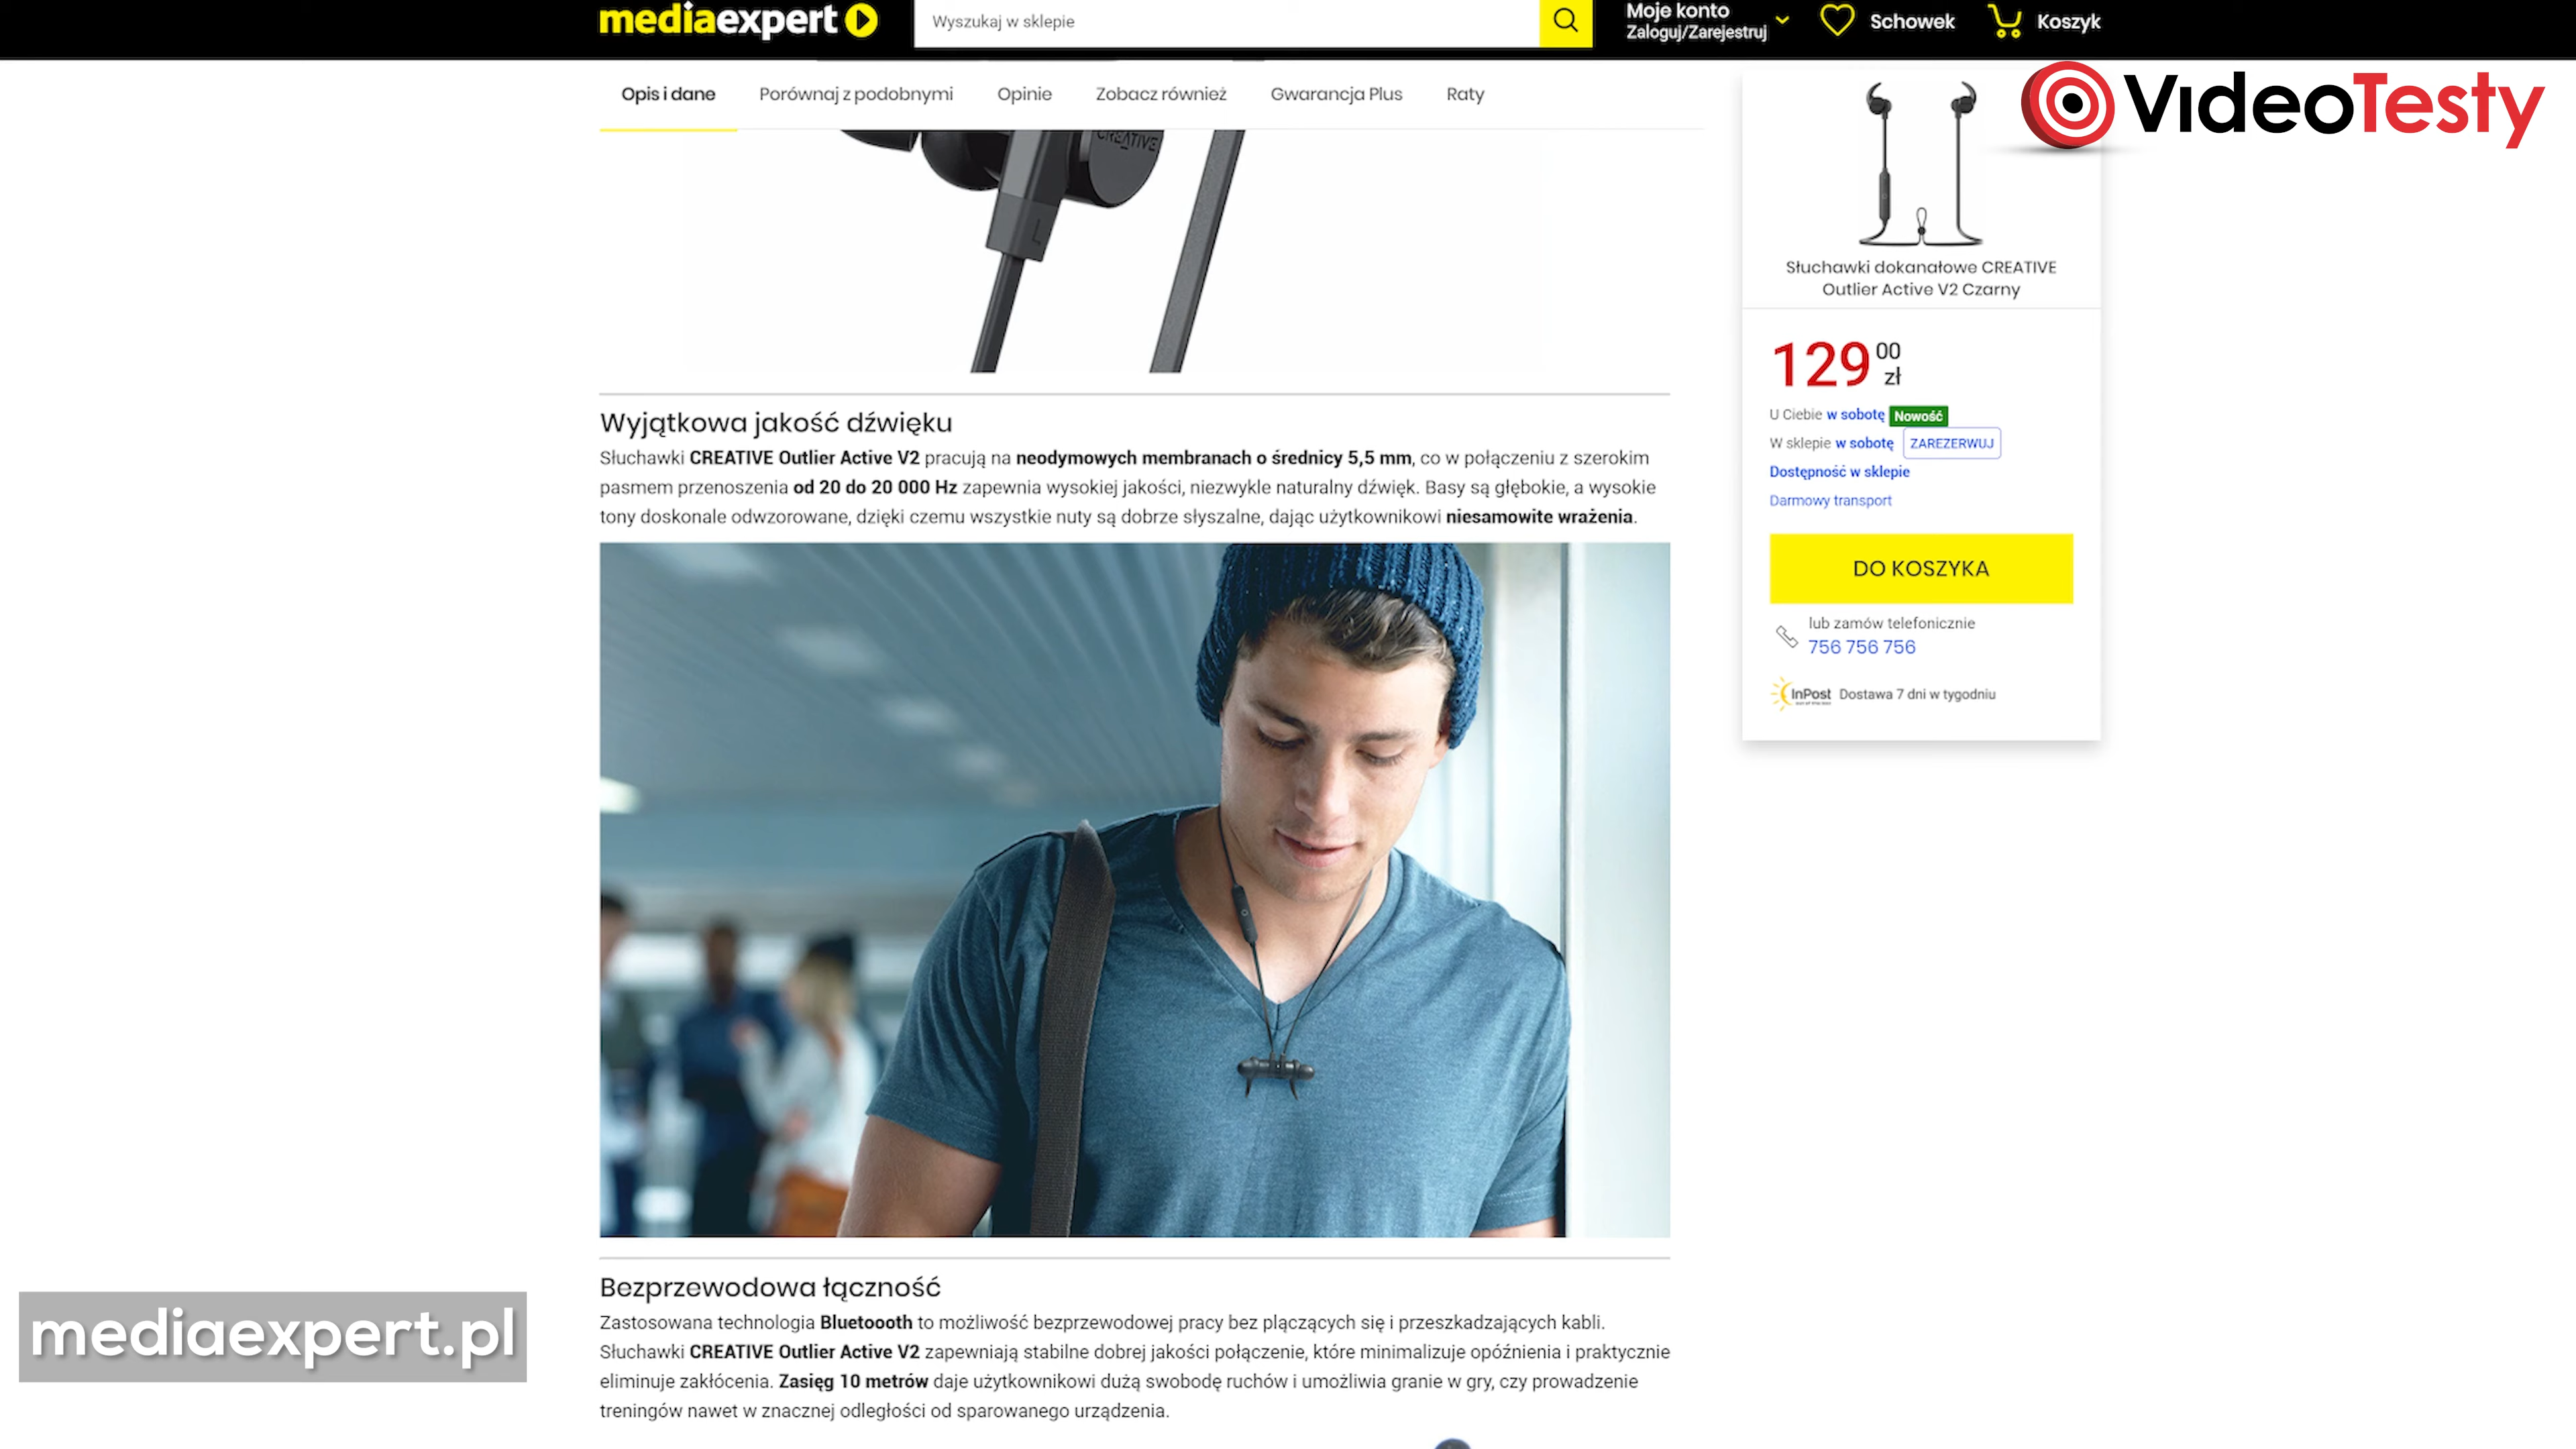 mediaexpert
Wyszukaj w sklepie
Moje konto
Zaloguj/Zarejestruj
Schowek
Koszyk
VideoTesty
Opis i dane
Porównaj z podobnymi
Opinie
Zobacz również
Gwarancja Plus
Raty
CREATIVE
L
Wyjątkowa jakość dźwięku
Słuchawki CREATIVE Outlier Active V2 pracują na neodymowych membranach o średnicy 5,5 mm, co w połączeniu z szerokim
pasmem przenoszenia od 20 do 20 000 Hz zapewnia wysokiej jakości, niezwykle naturalny dźwięk. Basy są głębokie, a wysokie
tony doskonale odwzorowane, dzięki czemu wszystkie nuty są dobrze słyszalne, dając użytkownikowi niesamowite wrażenia.
Bezprzewodowa łączność
Zastosowana technologia Bluetoooth to możliwość bezprzewodowej pracy bez plączących się i przeszkadzających kabli.
Słuchawki CREATIVE Outlier Active V2 zapewniają stabilne dobrej jakości połączenie, które minimalizuje opóźnienia i praktycznie
eliminuje zakłócenia. Zasięg 10 metrów daje użytkownikowi dużą swobodę ruchów i umożliwia granie w gry, czy prowadzenie
treningów nawet w znacznej odległości od sparowanego urządzenia.
Słuchawki dokanałowe CREATIVE
Outlier Active V2 Czarny
129 00 zł
U Ciebie w sobotę Nowość
W sklepie w sobotę ZAREZERWUJ
Dostępność w sklepie
Darmowy transport
DO KOSZYKA
lub zamów telefonicznie
756 756 756
InPost Dostawa 7 dni w tygodniu
mediaexpert.pl